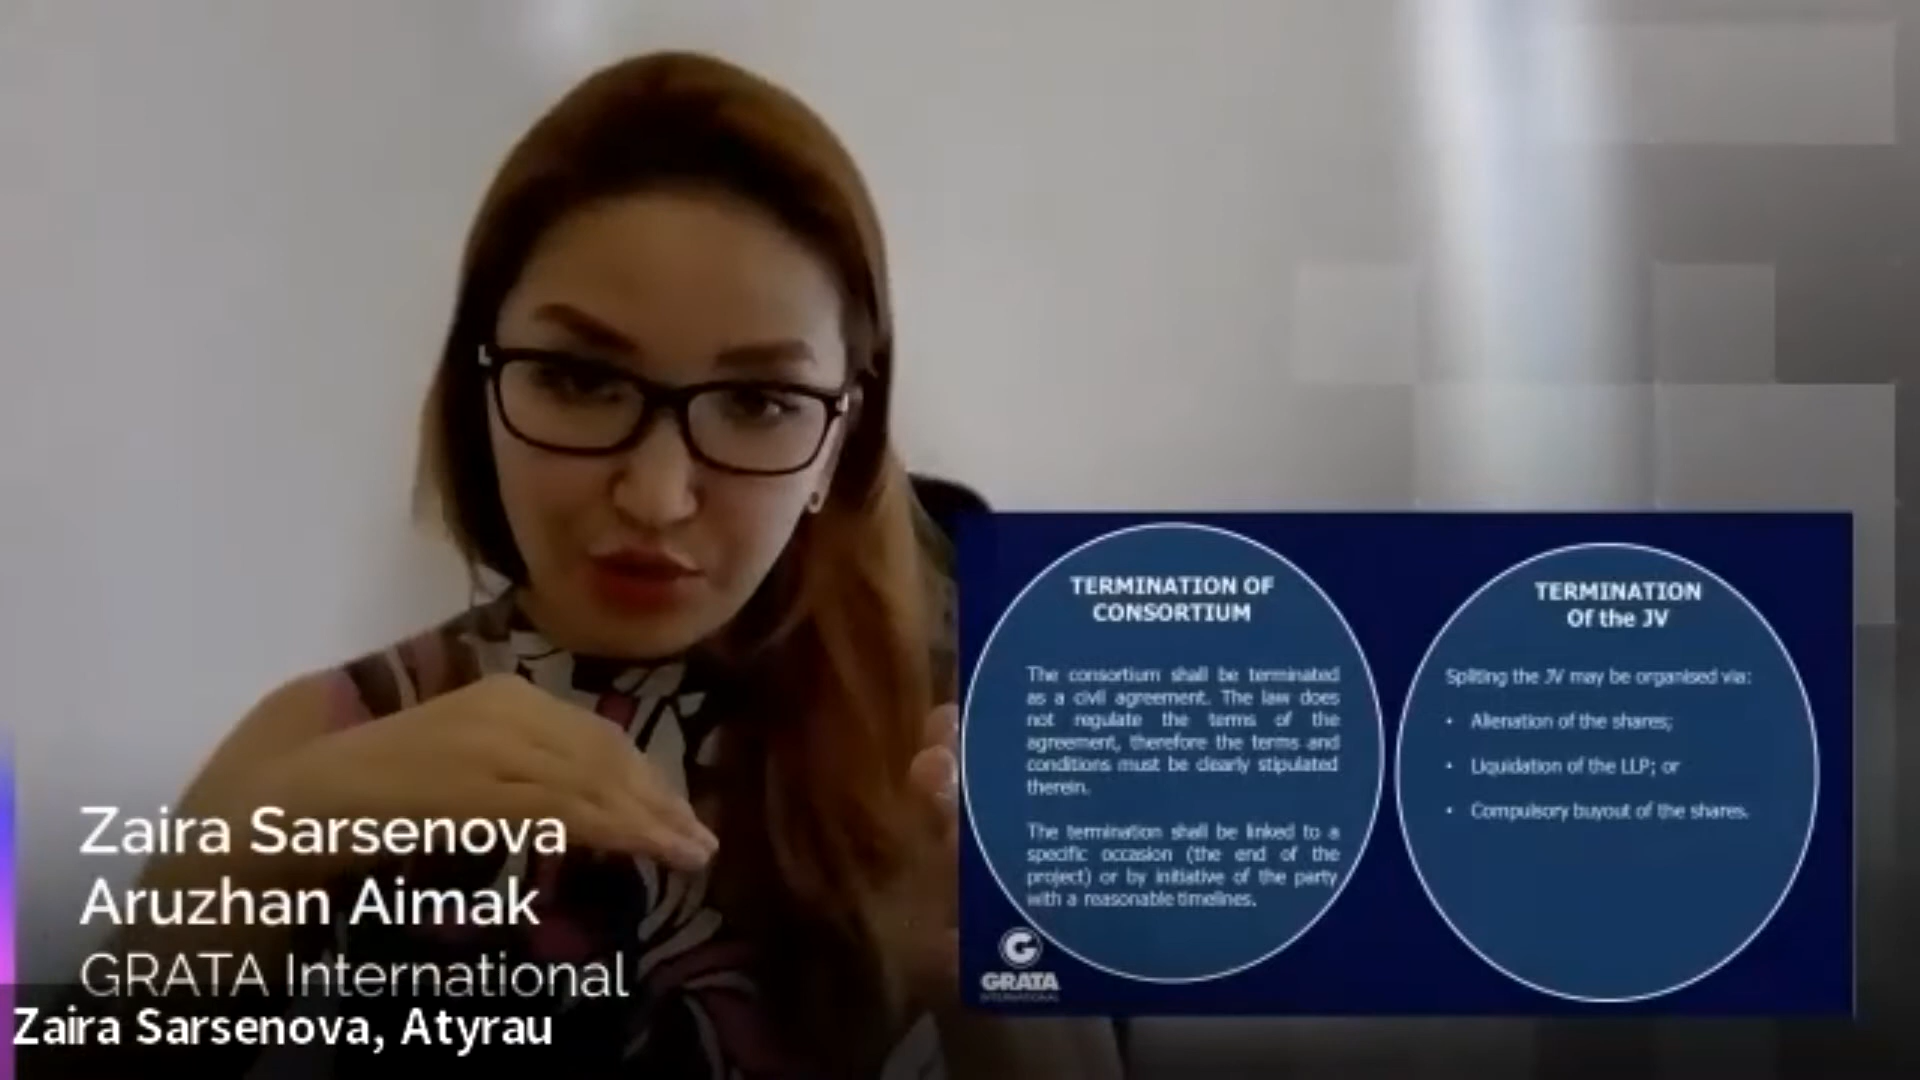 Zaira Sarsenova
Aruzhan Aimak
GRATA International
Zaira Sarsenova, Atyrau
TERMINATION OF
CONSORTIUM
The consortium shall be terminated
as a civil agreement. The law does
not regulate the terms of the
agreement, therefore the terms and
conditions must be clearly stipulated
therein.
The termination shall be linked to a
specific occasion (the end of the
project) or by initiative of the party
with a reasonable timelines.
G
GRATA
INTERNATIONAL
TERMINATION
Of the JV
Spliting the JV may be organised via:
• Alienation of the shares;
• Liquidation of the LLP; or
• Compulsory buyout of the shares.